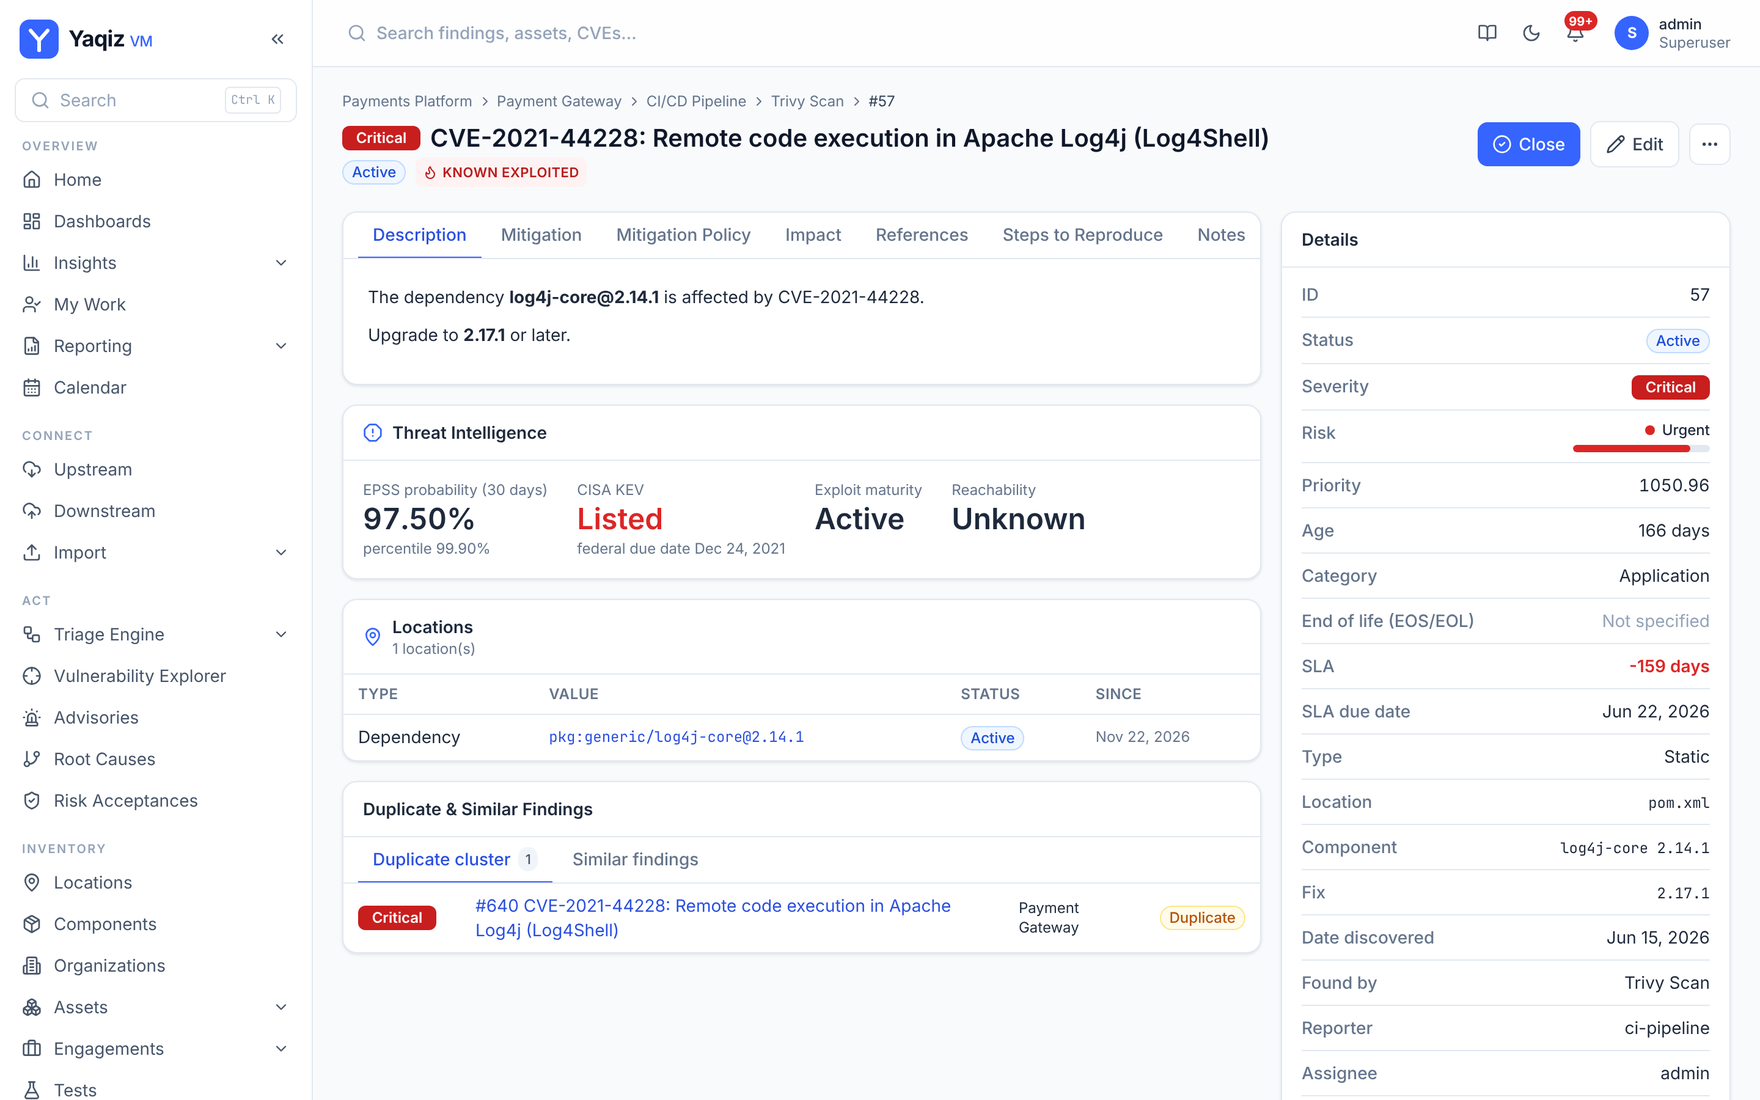 Yaqiz VM
Search
Ctrl K
OVERVIEW
Home
Dashboards
Insights
My Work
Reporting
Calendar
CONNECT
Upstream
Downstream
Import
ACT
Triage Engine
Vulnerability Explorer
Advisories
Root Causes
Risk Acceptances
INVENTORY
Locations
Components
Organizations
Assets
Engagements
Tests
Search findings, assets, CVEs...
99+
S
admin
Superuser
Payments Platform > Payment Gateway > CI/CD Pipeline > Trivy Scan > #57
Critical CVE-2021-44228: Remote code execution in Apache Log4j (Log4Shell)
Active KNOWN EXPLOITED
Close
Edit
Description Mitigation Mitigation Policy Impact References Steps to Reproduce Notes
The dependency log4j-core@2.14.1 is affected by CVE-2021-44228.
Upgrade to 2.17.1 or later.
Threat Intelligence
EPSS probability (30 days)
97.50%
percentile 99.90%
CISA KEV
Listed
federal due date Dec 24, 2021
Exploit maturity
Active
Reachability
Unknown
Locations
1 location(s)
TYPE VALUE STATUS SINCE
Dependency pkg:generic/log4j-core@2.14.1 Active Nov 22, 2026
Duplicate & Similar Findings
Duplicate cluster 1 Similar findings
Critical
#640 CVE-2021-44228: Remote code execution in Apache
Log4j (Log4Shell)
Payment
Gateway
Duplicate
Details
ID 57
Status Active
Severity Critical
Risk Urgent
Priority 1050.96
Age 166 days
Category Application
End of life (EOS/EOL) Not specified
SLA -159 days
SLA due date Jun 22, 2026
Type Static
Location pom.xml
Component log4j-core 2.14.1
Fix 2.17.1
Date discovered Jun 15, 2026
Found by Trivy Scan
Reporter ci-pipeline
Assignee admin